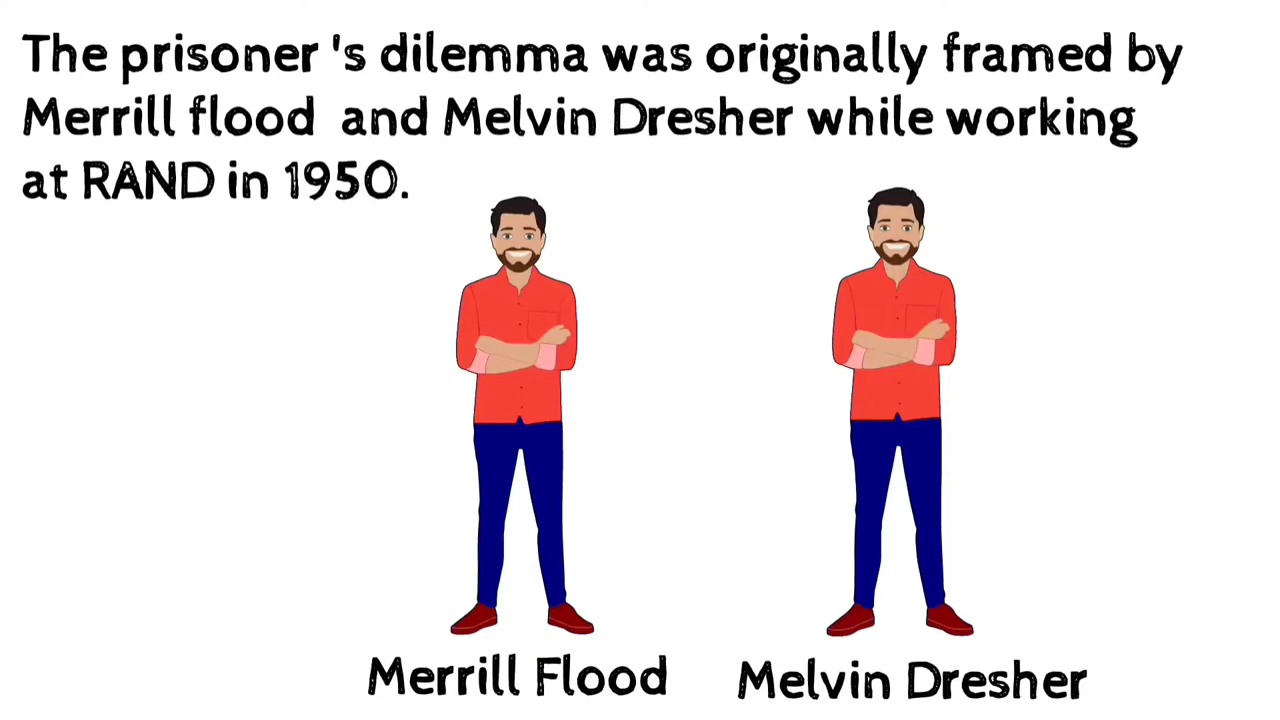 The prisoner 's dilemma was originally framed by
Merrill flood and Melvin Dresher while working
at RAND in 1950.
Merrill Flood
Melvin Dresher